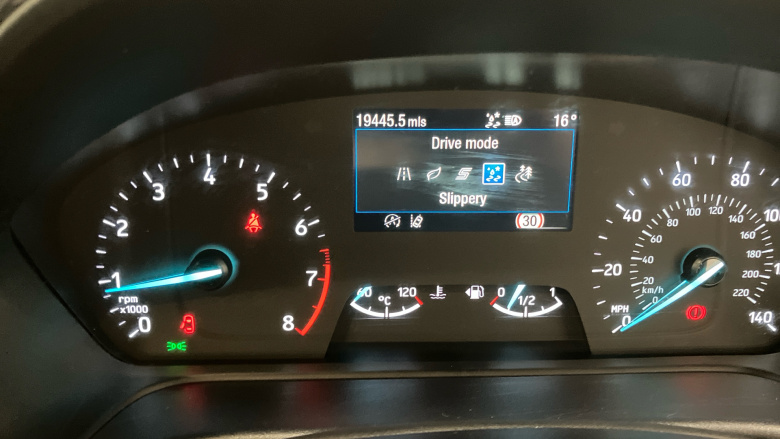 19445.5 mls 16°
Drive mode
Slippery
30
0 1 2 3 4 5 6 7 8
rpm
x1000
60 120
°C
0 1/2 1
0 20 40 60 80 140
MPH
0 20 40 60 80 100 120 140 160 180 200 220
km/h